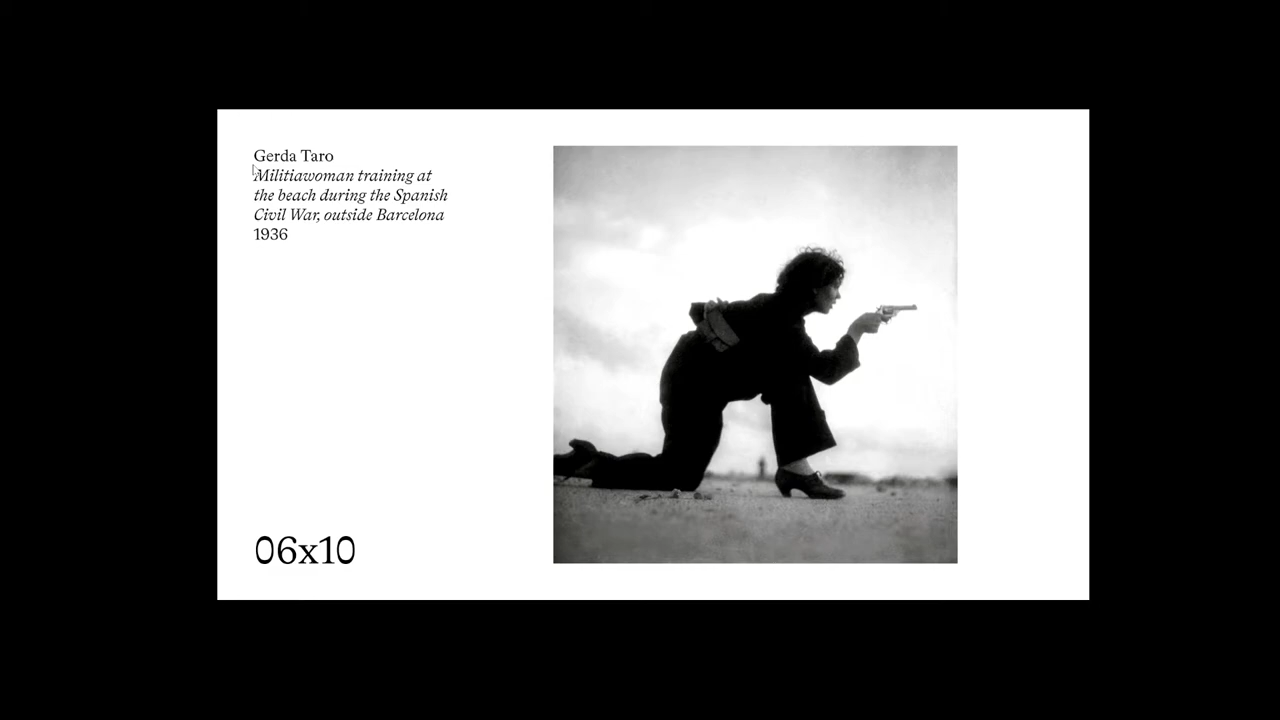 Gerda Taro
Militiawoman training at
the beach during the Spanish
Civil War, outside Barcelona
1936
06x10